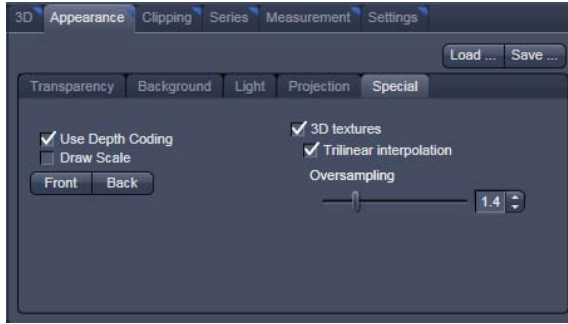 3D Appearance Clipping Series Measurement Settings
Load ... Save ...
Transparency Background Light Projection Special
Use Depth Coding
Draw Scale
Front Back
3D textures
Trilinear interpolation
Oversampling
1.4